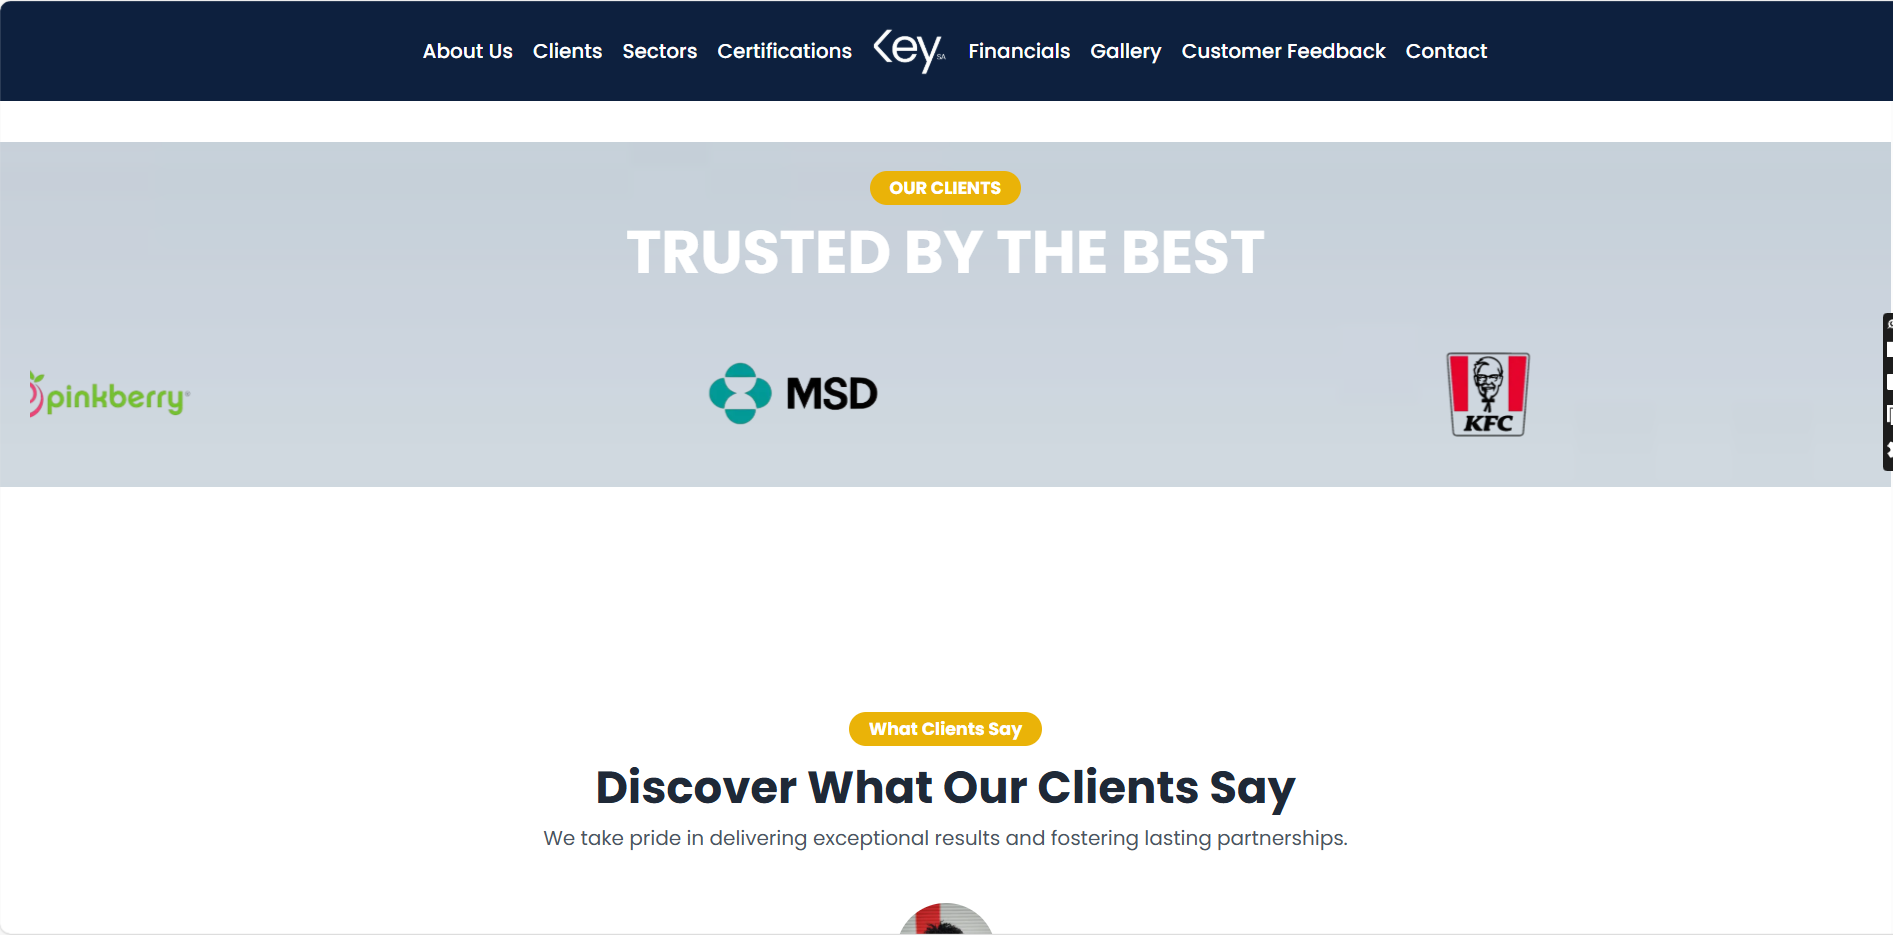 About Us Clients Sectors Certifications Key SA Financials Gallery Customer Feedback Contact
OUR CLIENTS
TRUSTED BY THE BEST
pinkberry® MSD KFC
What Clients Say
Discover What Our Clients Say
We take pride in delivering exceptional results and fostering lasting partnerships.